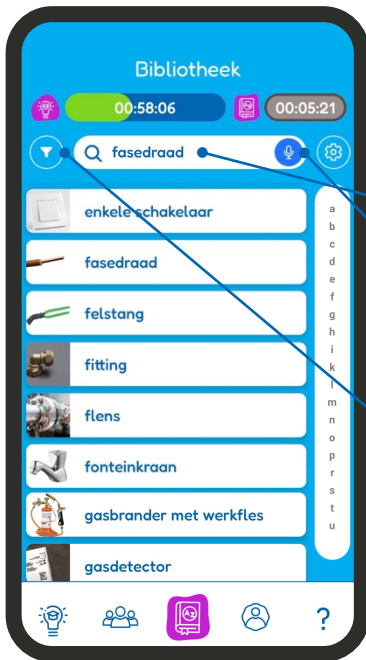 Bibliotheek
00:58:06
00:05:21
fasedraad
enkele schakelaar
fasedraad
felstang
fitting
flens
fonteinkraan
gasbrander met werkfles
gasdetector
a
b
c
d
e
f
g
h
i
k
l
m
n
o
p
r
s
t
u
Az
?